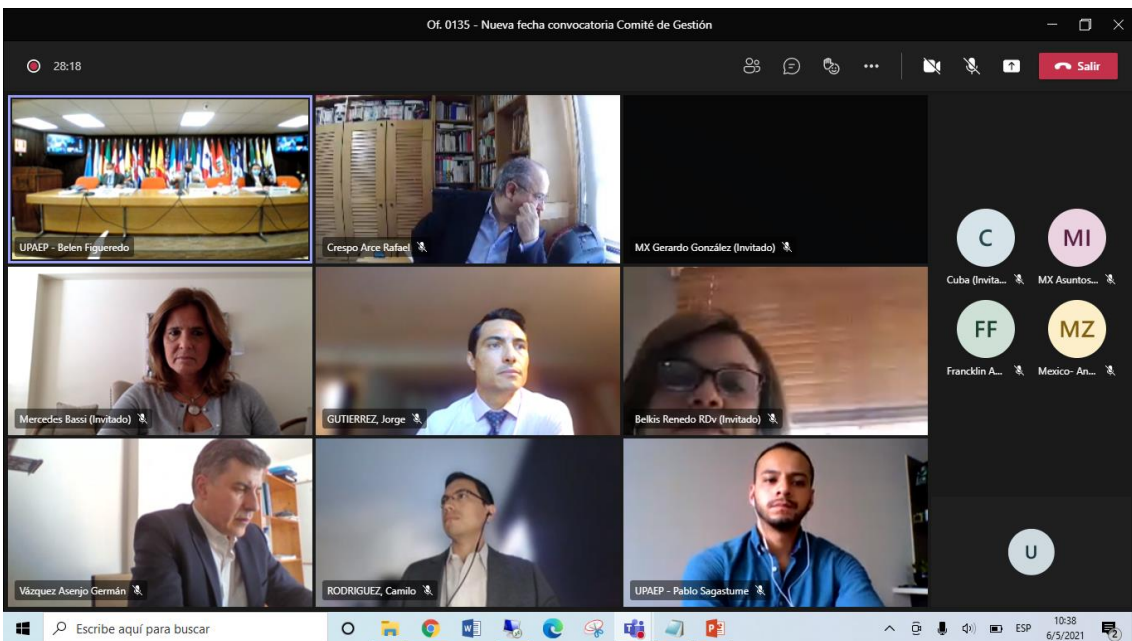 Of. 0135 - Nueva fecha convocatoria Comité de Gestión
28:18
Salir
UPAEP - Belen Figueredo
Crespo Arce Rafael
MX Gerardo González (Invitado)
C
MI
Cuba (Invita...
MX Asuntos...
Mercedes Bassi (Invitado)
GUTIERREZ, Jorge
Belkis Renedo RDv (Invitado)
FF
MZ
Francklin A...
Mexico- An...
Vázquez Asenjo Germán
RODRIGUEZ, Camilo
UPAEP - Pablo Sagastume
U
Escribe aquí para buscar
ESP
10:38
6/5/2021
2